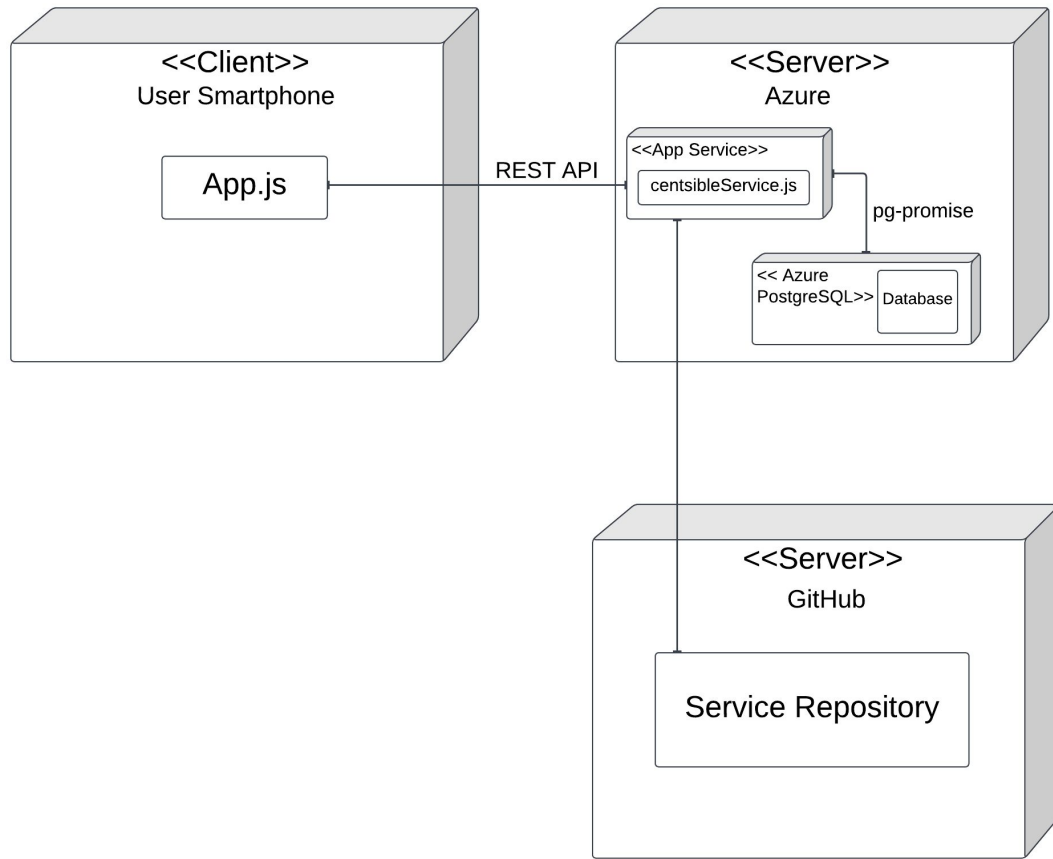 <<Client>>
User Smartphone
App.js
REST API
<<Server>>
Azure
<<App Service>>
centsibleService.js
pg-promise
<< Azure
PostgreSQL>>
Database
<<Server>>
GitHub
Service Repository